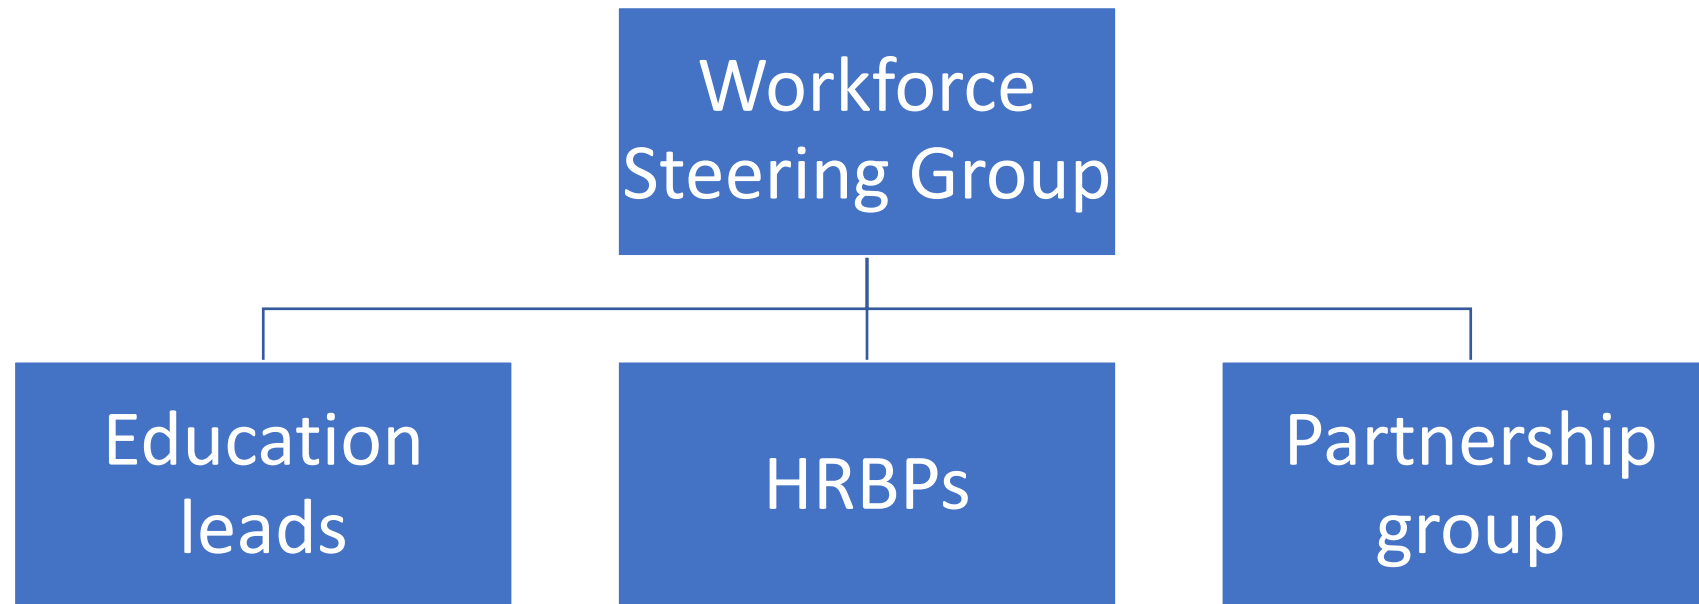 Workforce
Steering Group
Education
leads
HRBPs
Partnership
group